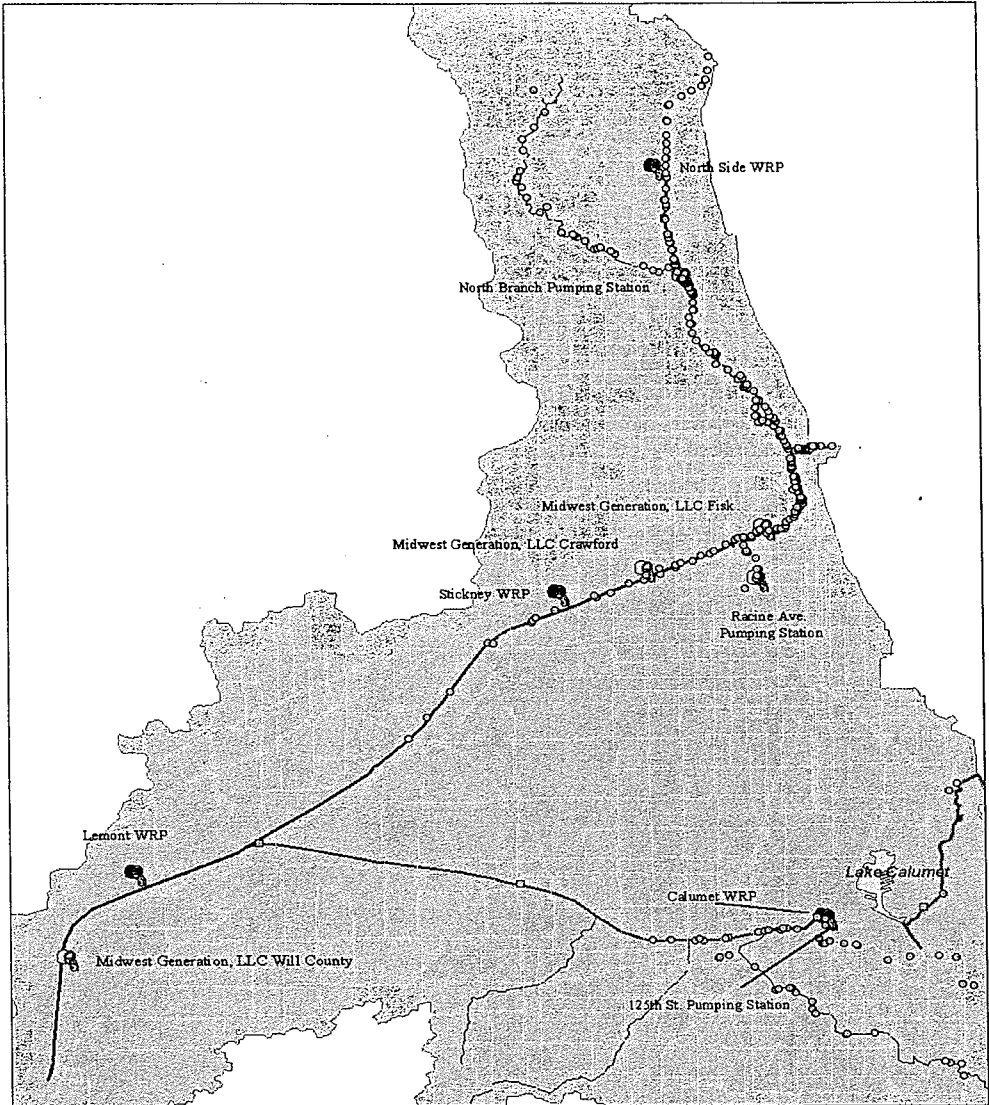 North Side WRP
North Branch Pumping Station
Midwest Generation, LLC Fisk
Midwest Generation, LLC Crawford
Stickney WRP
Racine Ave.
Pumping Station
Lemont WRP
Lake Calumet
Calumet WRP
Midwest Generation, LLC Will County
125th St. Pumping Station